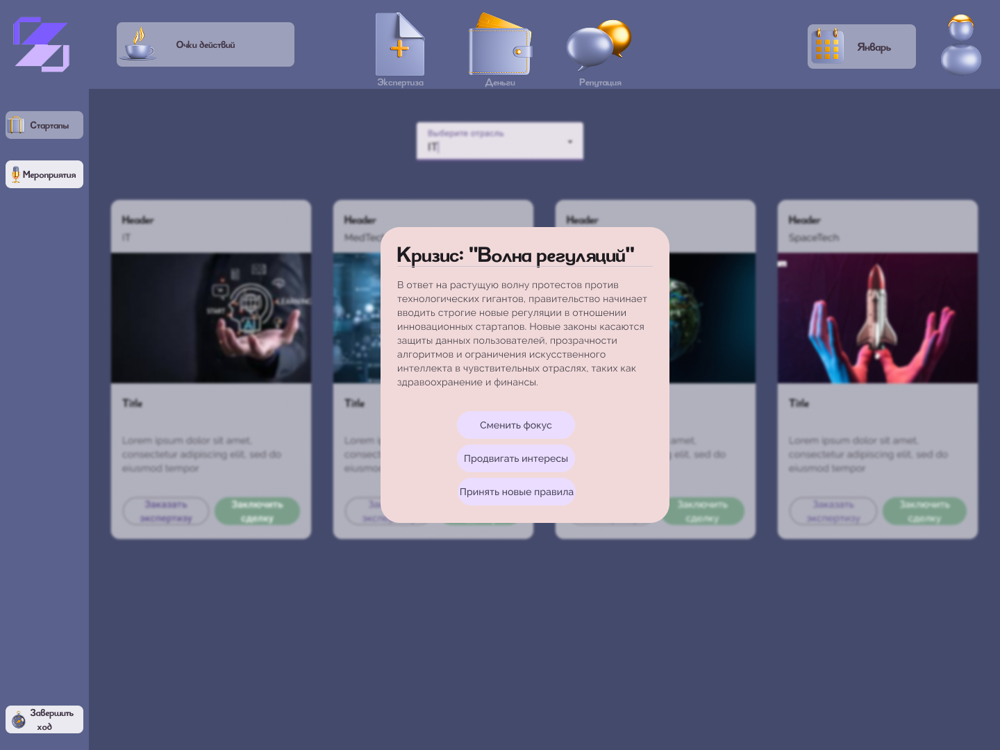 Очки действий
Экспертиза
Деньги
Репутация
Январь
Стартапы
Мероприятия
Выберите отрасль
IT
Header
IT
Header
MedTech
Header
Header
SpaceTech
START
LEARNING
AI
Кризис: "Волна регуляций"
В ответ на растущую волну протестов против
технологических гигантов, правительство начинает
вводить строгие новые регуляции в отношении
инновационных стартапов. Новые законы касаются
защиты данных пользователей, прозрачности
алгоритмов и ограничения искусственного
интеллекта в чувствительных отраслях, таких как
здравоохранение и финансы.
Сменить фокус
Продвигать интересы
Принять новые правила
Title
Lorem ipsum dolor sit amet,
consectetur adipiscing elit, sed do
eiusmod tempor
Заказать
экспертизу
Заключить
сделку
Title
Lorem
amet,
elit, sed do
Заключить
сделку
Title
Lorem ipsum dolor sit amet,
consectetur adipiscing elit, sed do
eiusmod tempor
Заказать
экспертизу
Заключить
сделку
Завершить
ход